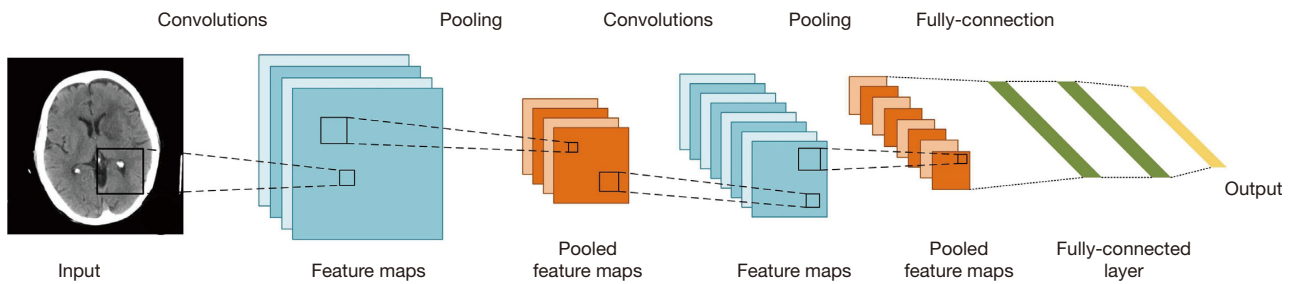 Convolutions
Pooling
Convolutions
Pooling
Fully-connection
Output
Input
Feature maps
Pooled
feature maps
Feature maps
Pooled
feature maps
Fully-connected
layer